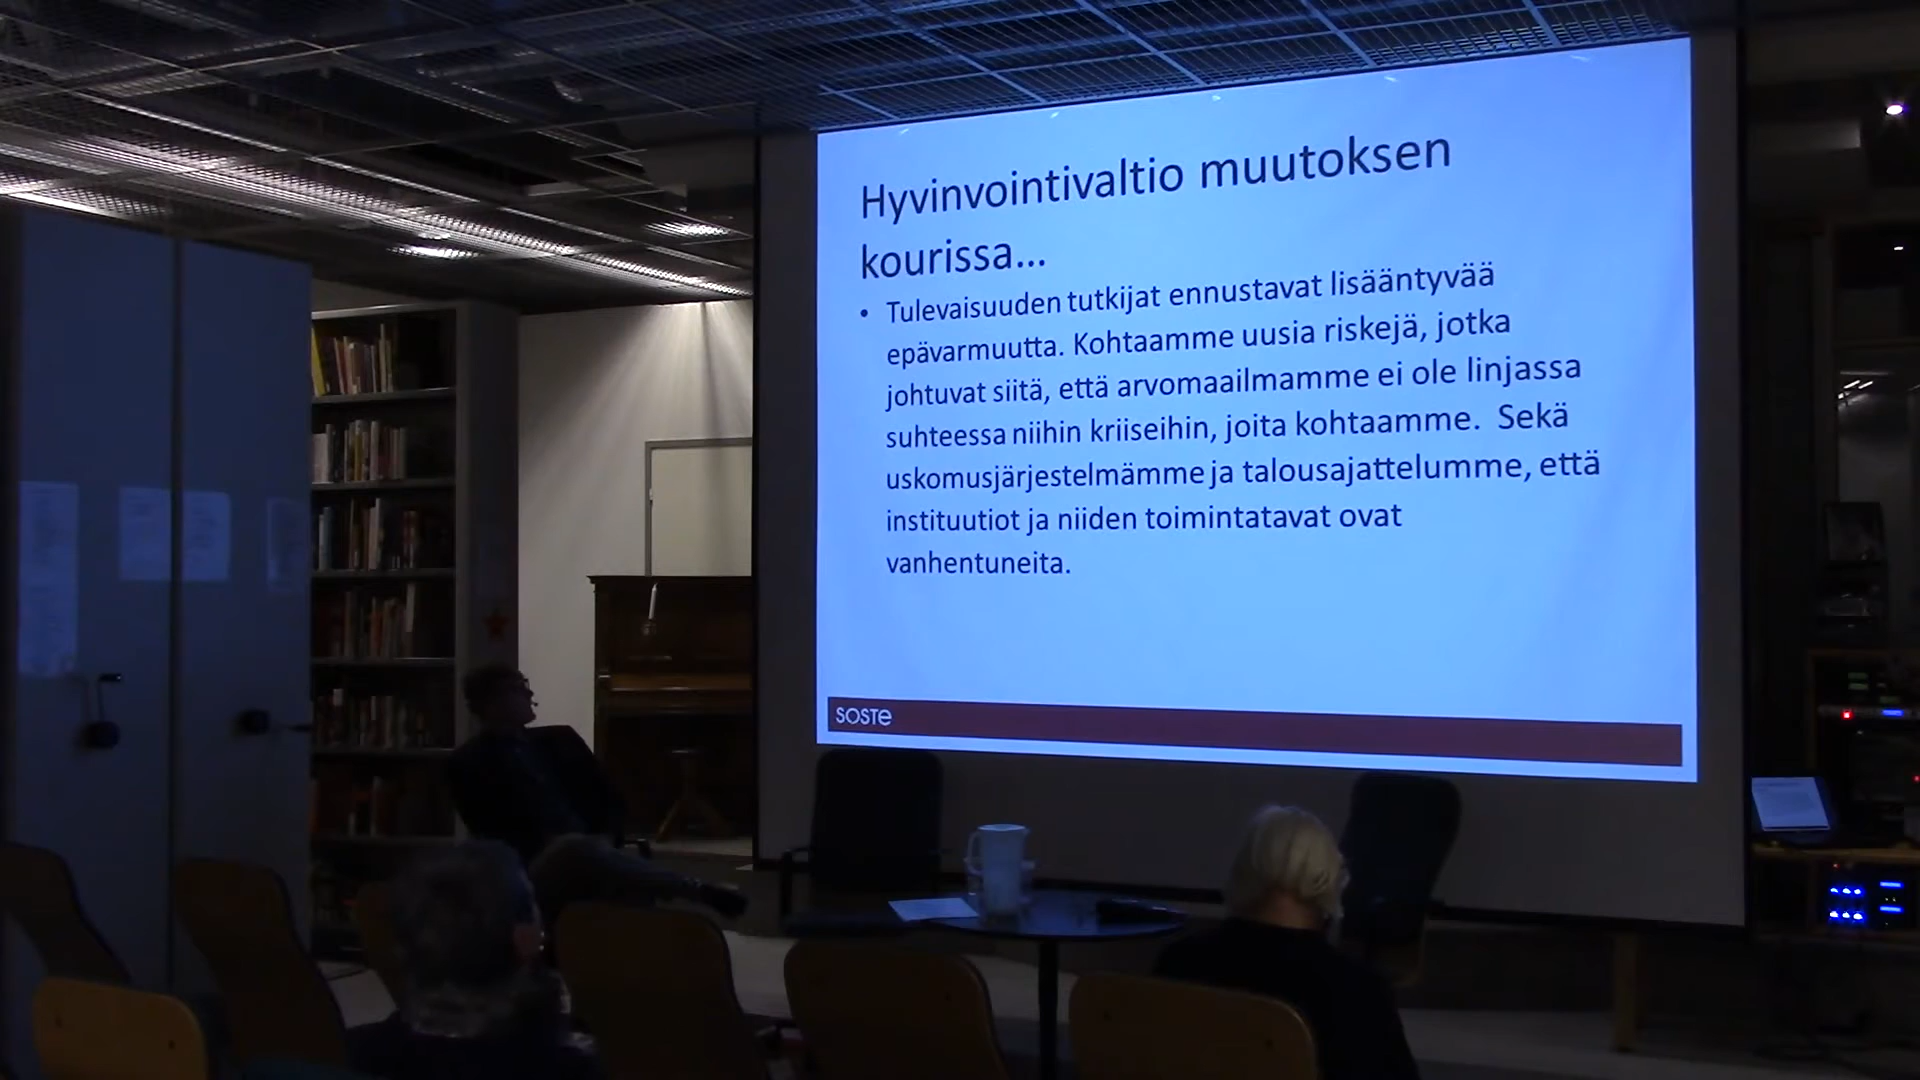 Hyvinvointivaltio muutoksen
kourissa...
• Tulevaisuuden tutkijat ennustavat lisääntyvää
epävarmuutta. Kohtaamme uusia riskejä, jotka
johtuvat siitä, että arvomaailmamme ei ole linjassa
suhteessa niihin kriiseihin, joita kohtaamme. Sekä
uskomusjärjestelmämme ja talousajattelumme, että
instituutiot ja niiden toimintatavat ovat
vanhentuneita.
SOSTe